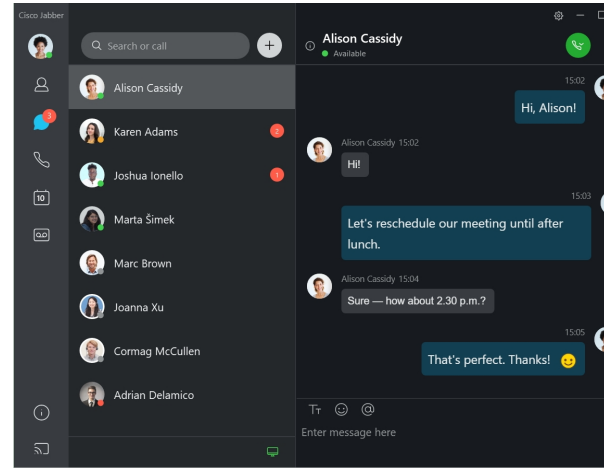 Cisco Jabber
Search or call
3
10
Alison Cassidy
Karen Adams
2
Joshua Ionello
1
Marta Šimek
Marc Brown
Joanna Xu
Cormag McCullen
Adrian Delamico
Alison Cassidy
Available
15:02
Hi, Alison!
Alison Cassidy 15:02
Hi!
15:03
Let's reschedule our meeting until after
lunch.
Alison Cassidy 15:04
Sure — how about 2.30 p.m.?
15:05
That's perfect. Thanks!
Enter message here